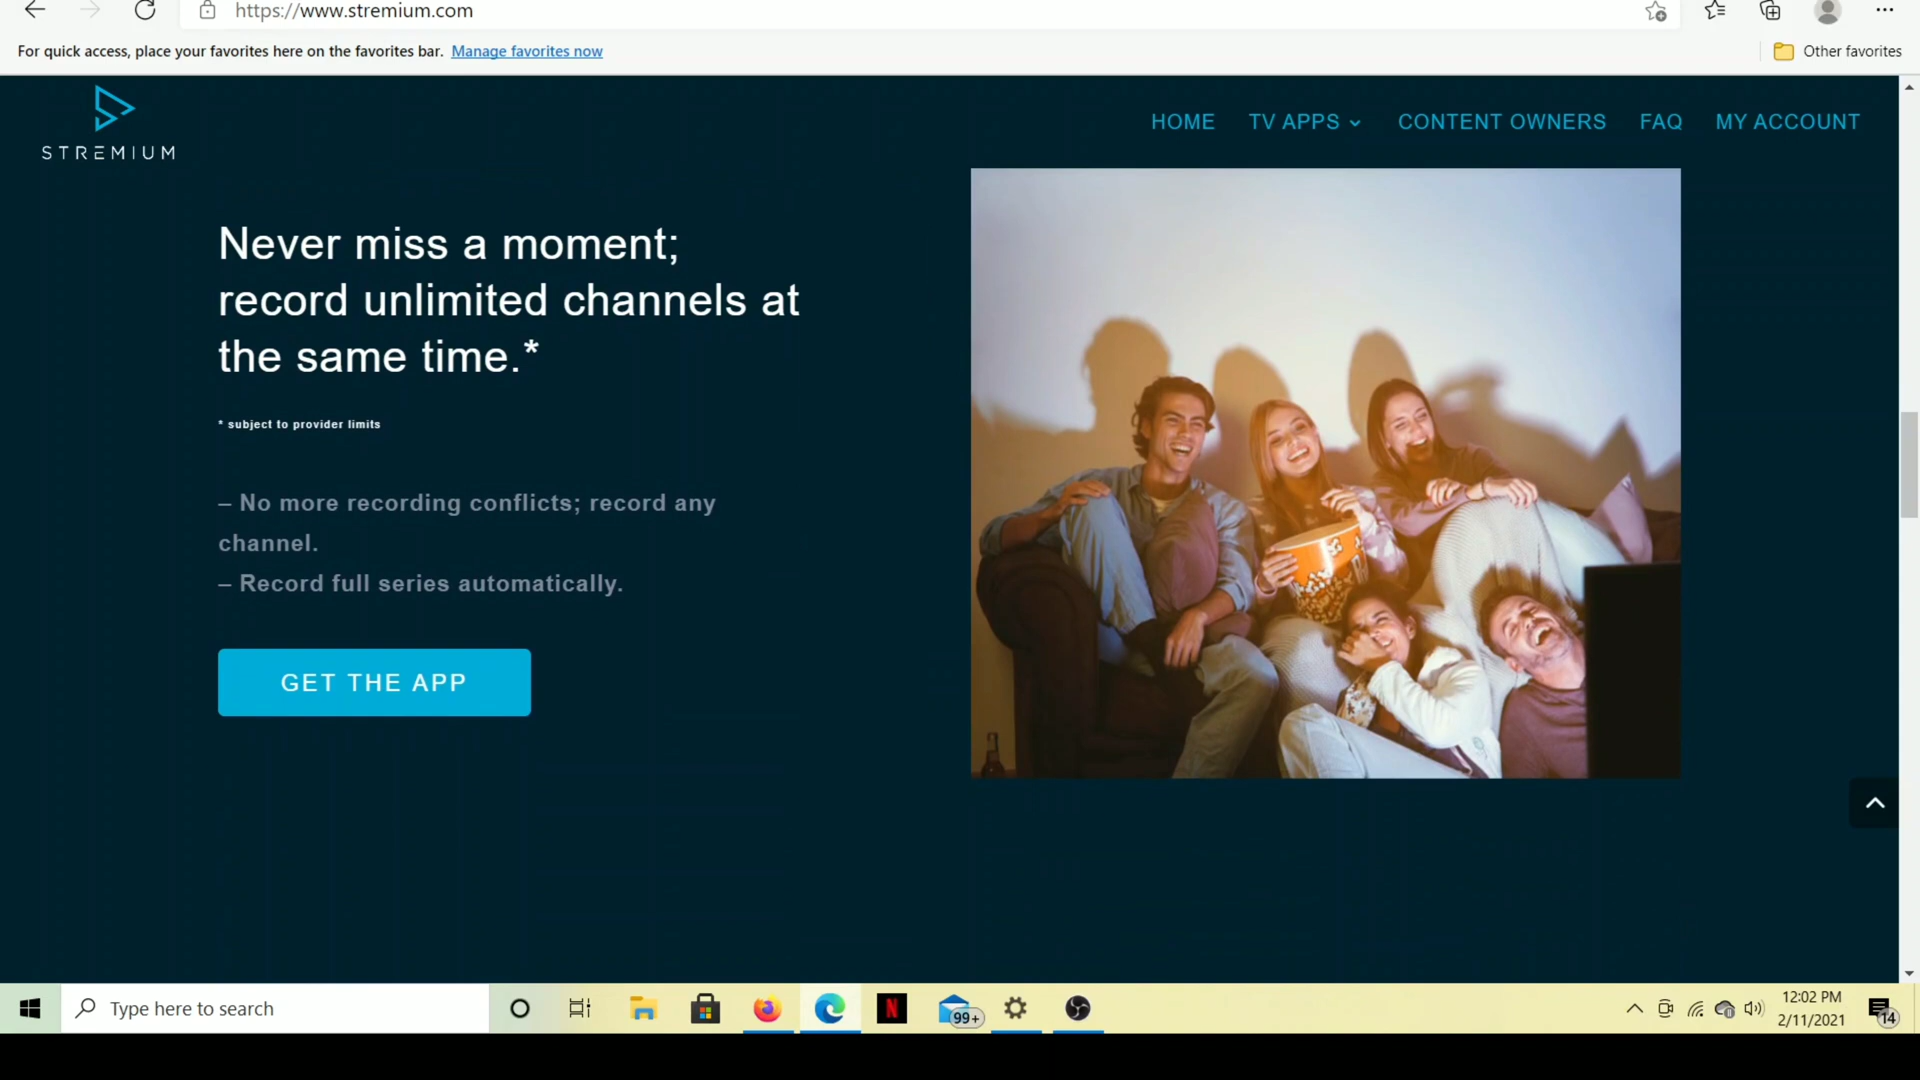 https://www.stremium.com
For quick access, place your favorites here on the favorites bar. Manage favorites now
Other favorites
STREMIUM
HOME TV APPS CONTENT OWNERS FAQ MY ACCOUNT
Never miss a moment;
record unlimited channels at
the same time.*
* subject to provider limits
– No more recording conflicts; record any
channel.
– Record full series automatically.
GET THE APP
Type here to search
N
99+
12:02 PM
2/11/2021
14